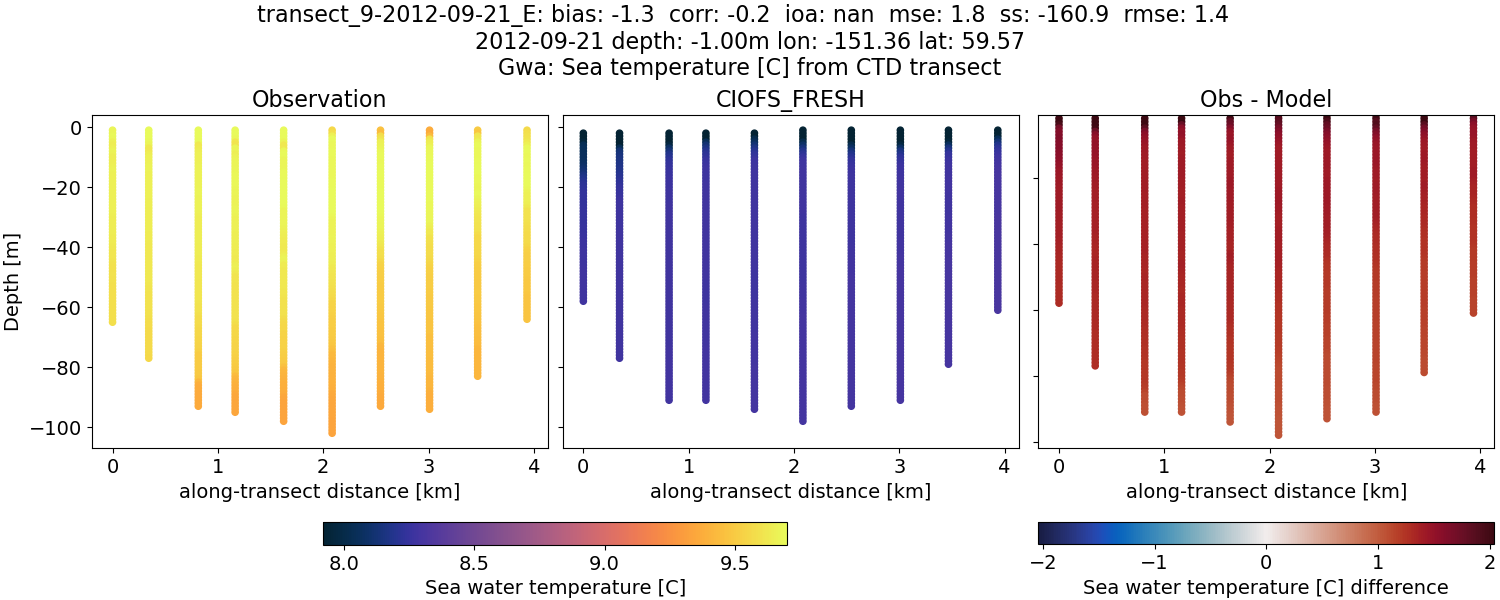 transect_9-2012-09-21_E: bias: -1.3  corr: -0.2  ioa: nan  mse: 1.8  ss: -160.9  rmse: 1.4
2012-09-21 depth: -1.00m lon: -151.36 lat: 59.57
Gwa: Sea temperature [C] from CTD transect
Observation
CIOFS_FRESH
Obs - Model
Depth [m]
0
−20
−40
−60
−80
−100
0 1 2 3 4
0 1 2 3 4
0 1 2 3 4
along-transect distance [km]
along-transect distance [km]
along-transect distance [km]
8.0 8.5 9.0 9.5
Sea water temperature [C]
−2 −1 0 1 2
Sea water temperature [C] difference